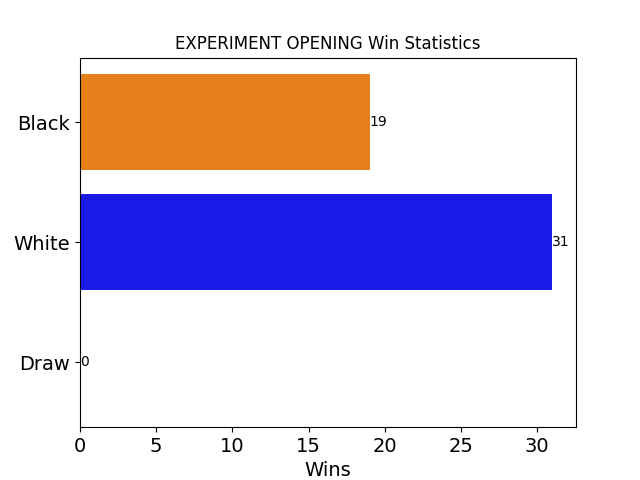 EXPERIMENT OPENING Win Statistics
Black
19
White
31
Draw
0
0 5 10 15 20 25 30
Wins